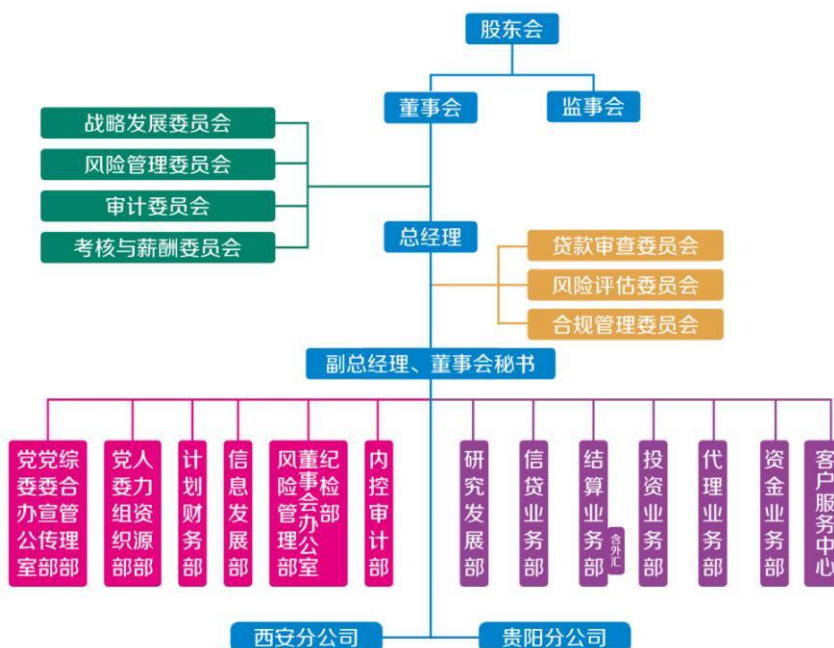 股东会
董事会
监事会
战略发展委员会
风险管理委员会
审计委员会
考核与薪酬委员会
总经理
贷款审查委员会
风险评估委员会
合规管理委员会
副总经理、董事会秘书
党委办公室
党委宣传部
综合管理部
党委组织部
人力资源部
计划财务部
信息发展部
风险管理部
董事会办公室
纪检部
内控审计部
研究发展部
信贷业务部
结算业务部
含外汇
投资业务部
代理业务部
资金业务部
客户服务中心
西安分公司
贵阳分公司